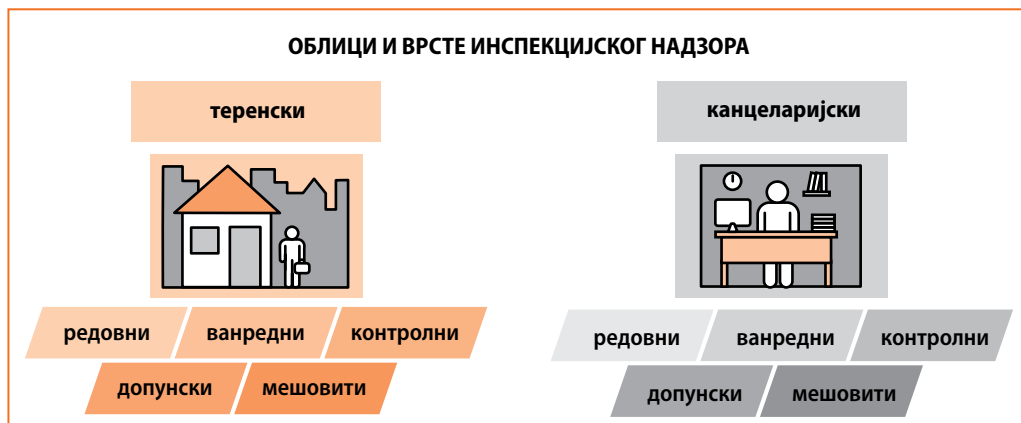 ОБЛИЦИ И ВРСТЕ ИНСПЕКЦИЈСКОГ НАДЗОРА
теренски
редовни
ванредни
контролни
допунски
мешовити
канцеларијски
редовни
ванредни
контролни
допунски
мешовити